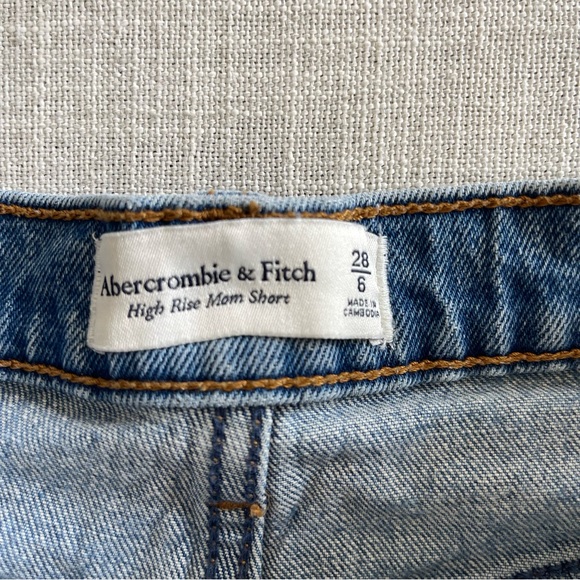 Abercrombie & Fitch
High Rise Mom Short
28
6
MADE IN
CAMBODIA